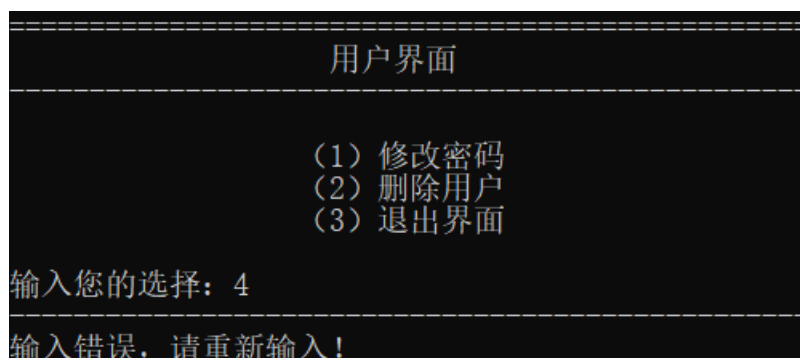 用户界面
（1）修改密码
（2）删除用户
（3）退出界面
输入您的选择：4
输入错误，请重新输入！